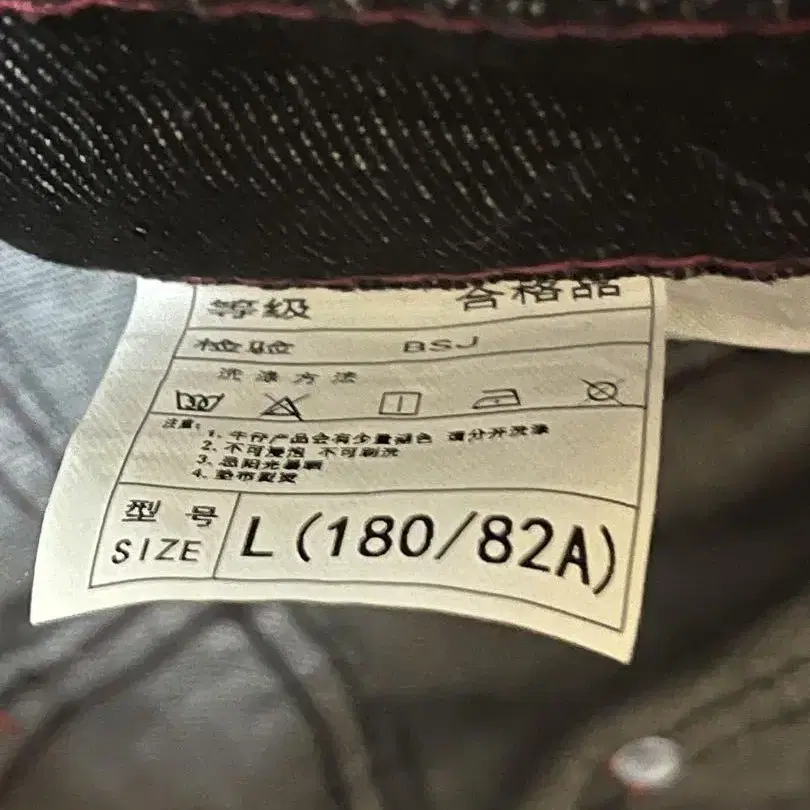 等级 合格品
检验 BSJ
洗涤方法
注意: 1. 牛仔产品会有少量褪色 请分开洗涤
2. 不可浸泡 不可刷洗
3. 忌阳光暴晒
4. 垫布熨烫
型号 SIZE L(180/82A)